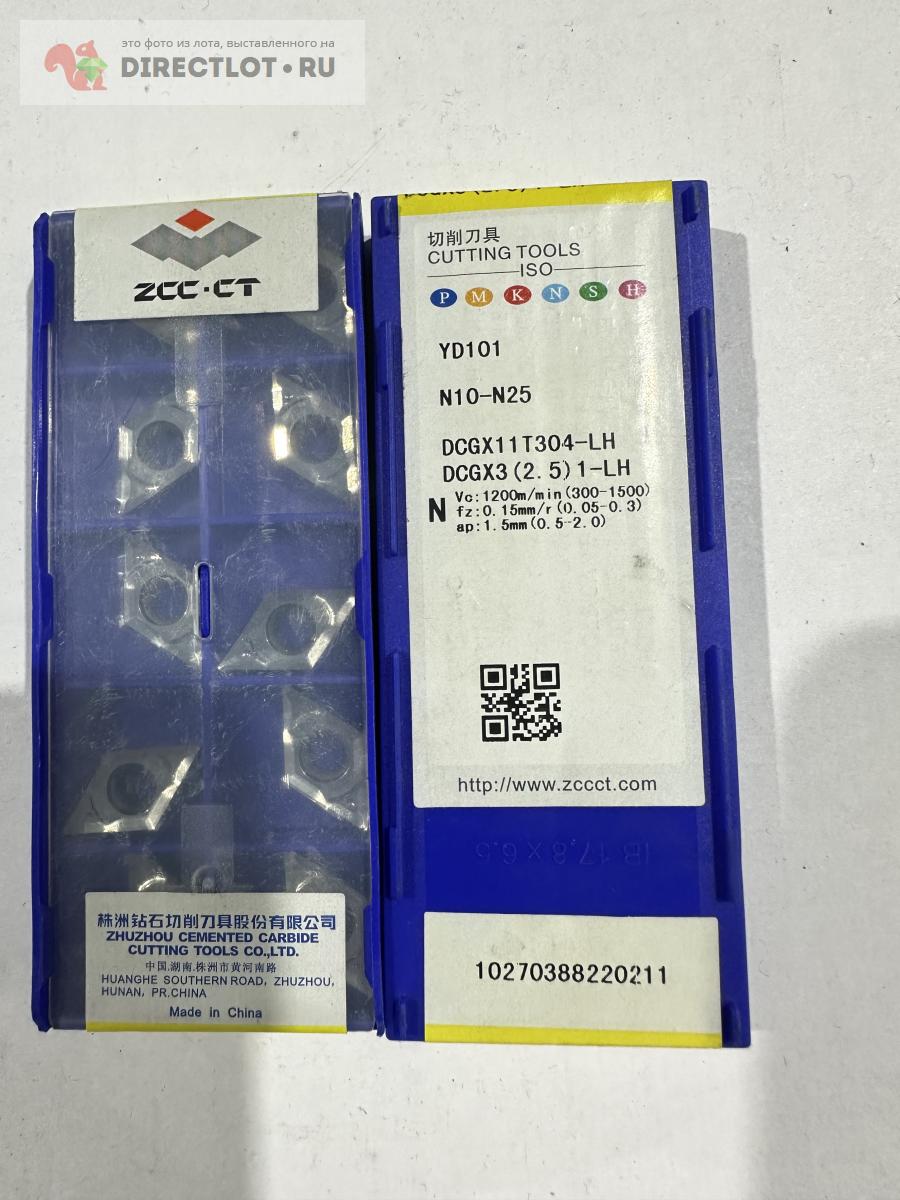 это фото из лота, выставленного на
DIRECTLOT•RU
ZCC·CT
株洲钻石切削刀具股份有限公司
ZHUZHOU CEMENTED CARBIDE
CUTTING TOOLS CO.,LTD.
中国.湖南.株洲市黄河南路
HUANGHE SOUTHERN ROAD, ZHUZHOU,
HUNAN, PR.CHINA
Made in China
切削刀具
CUTTING TOOLS
ISO
P M K N S H
YD101
N10-N25
DCGX11T304-LH
DCGX3(2.5)1-LH
N
Vc:1200m/min(300-1500)
fz:0.15mm/r(0.05-0.3)
ap:1.5mm(0.5-2.0)
http://www.zccct.com
IB 17,8 x 6.5
10270388220211